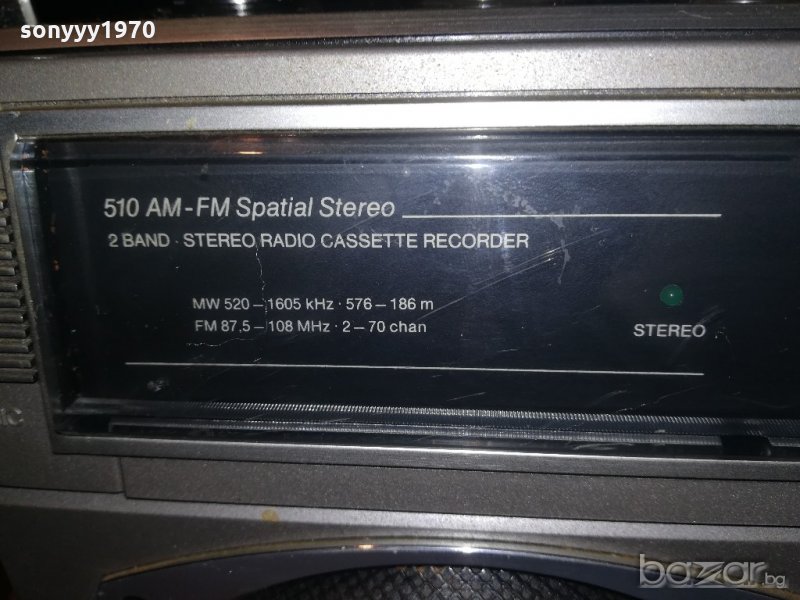 sonyyy1970
510 AM-FM Spatial Stereo
2 BAND · STEREO RADIO CASSETTE RECORDER
MW 520 – 1605 kHz · 576 – 186 m
FM 87,5 – 108 MHz · 2 – 70 chan
STEREO
bazar.bg